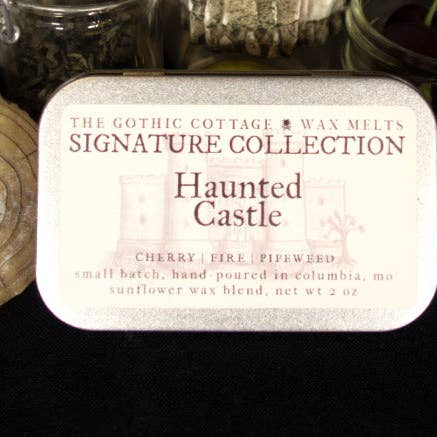 THE GOTHIC COTTAGE WAX MELTS
SIGNATURE COLLECTION
Haunted
Castle
CHERRY | FIRE | PIPEWEED
small batch, hand-poured in columbia, mo
sunflower wax blend, net wt 2 oz